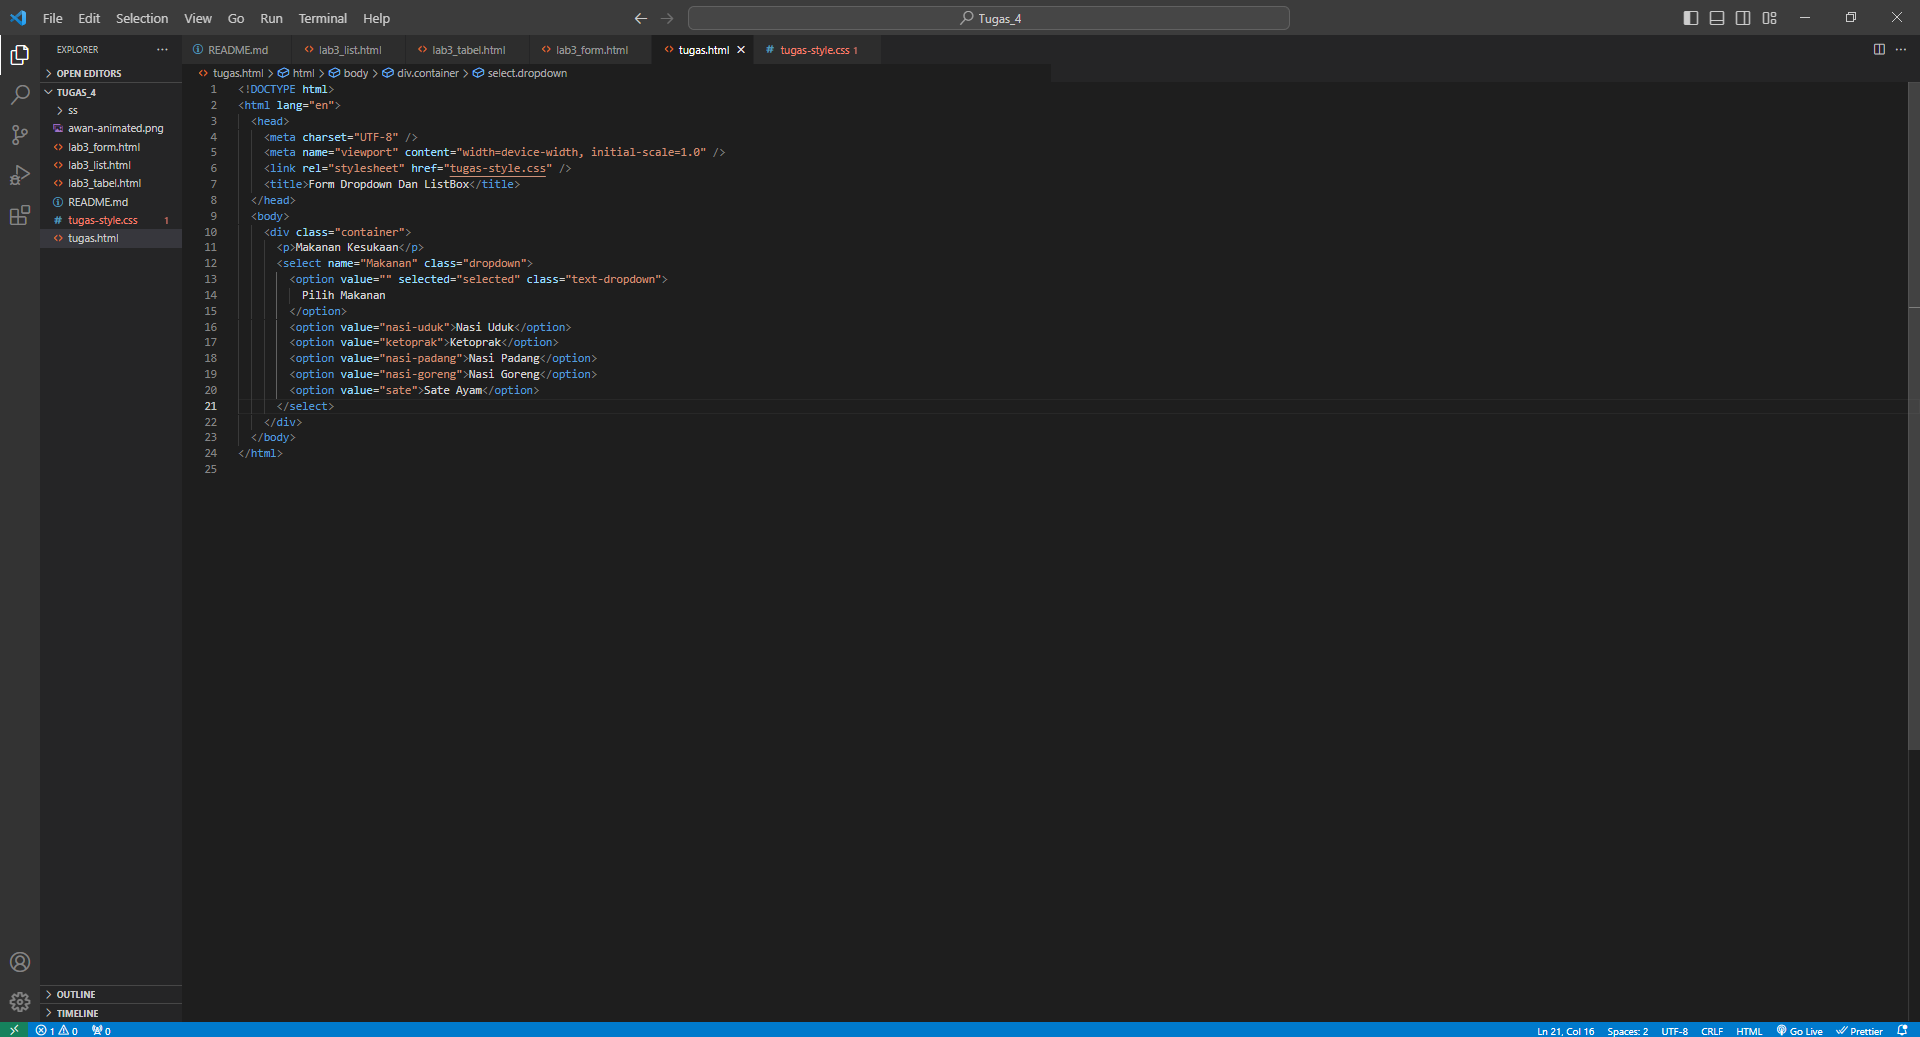 File Edit Selection View Go Run Terminal Help
Tugas_4
EXPLORER
OPEN EDITORS
TUGAS_4
ss
awan-animated.png
lab3_form.html
lab3_list.html
lab3_tabel.html
README.md
tugas-style.css 1
tugas.html
OUTLINE
TIMELINE
README.md lab3_list.html lab3_tabel.html lab3_form.html tugas.html tugas-style.css 1
tugas.html > html > body > div.container > select.dropdown
1 <!DOCTYPE html>
2 <html lang="en">
3 <head>
4 <meta charset="UTF-8" />
5 <meta name="viewport" content="width=device-width, initial-scale=1.0" />
6 <link rel="stylesheet" href="tugas-style.css" />
7 <title>Form Dropdown Dan ListBox</title>
8 </head>
9 <body>
10 <div class="container">
11 <p>Makanan Kesukaan</p>
12 <select name="Makanan" class="dropdown">
13 <option value="" selected="selected" class="text-dropdown">
14 Pilih Makanan
15 </option>
16 <option value="nasi-uduk">Nasi Uduk</option>
17 <option value="ketoprak">Ketoprak</option>
18 <option value="nasi-padang">Nasi Padang</option>
19 <option value="nasi-goreng">Nasi Goreng</option>
20 <option value="sate">Sate Ayam</option>
21 </select>
22 </div>
23 </body>
24 </html>
25
1 0 0 Ln 21, Col 16 Spaces: 2 UTF-8 CRLF HTML Go Live Prettier